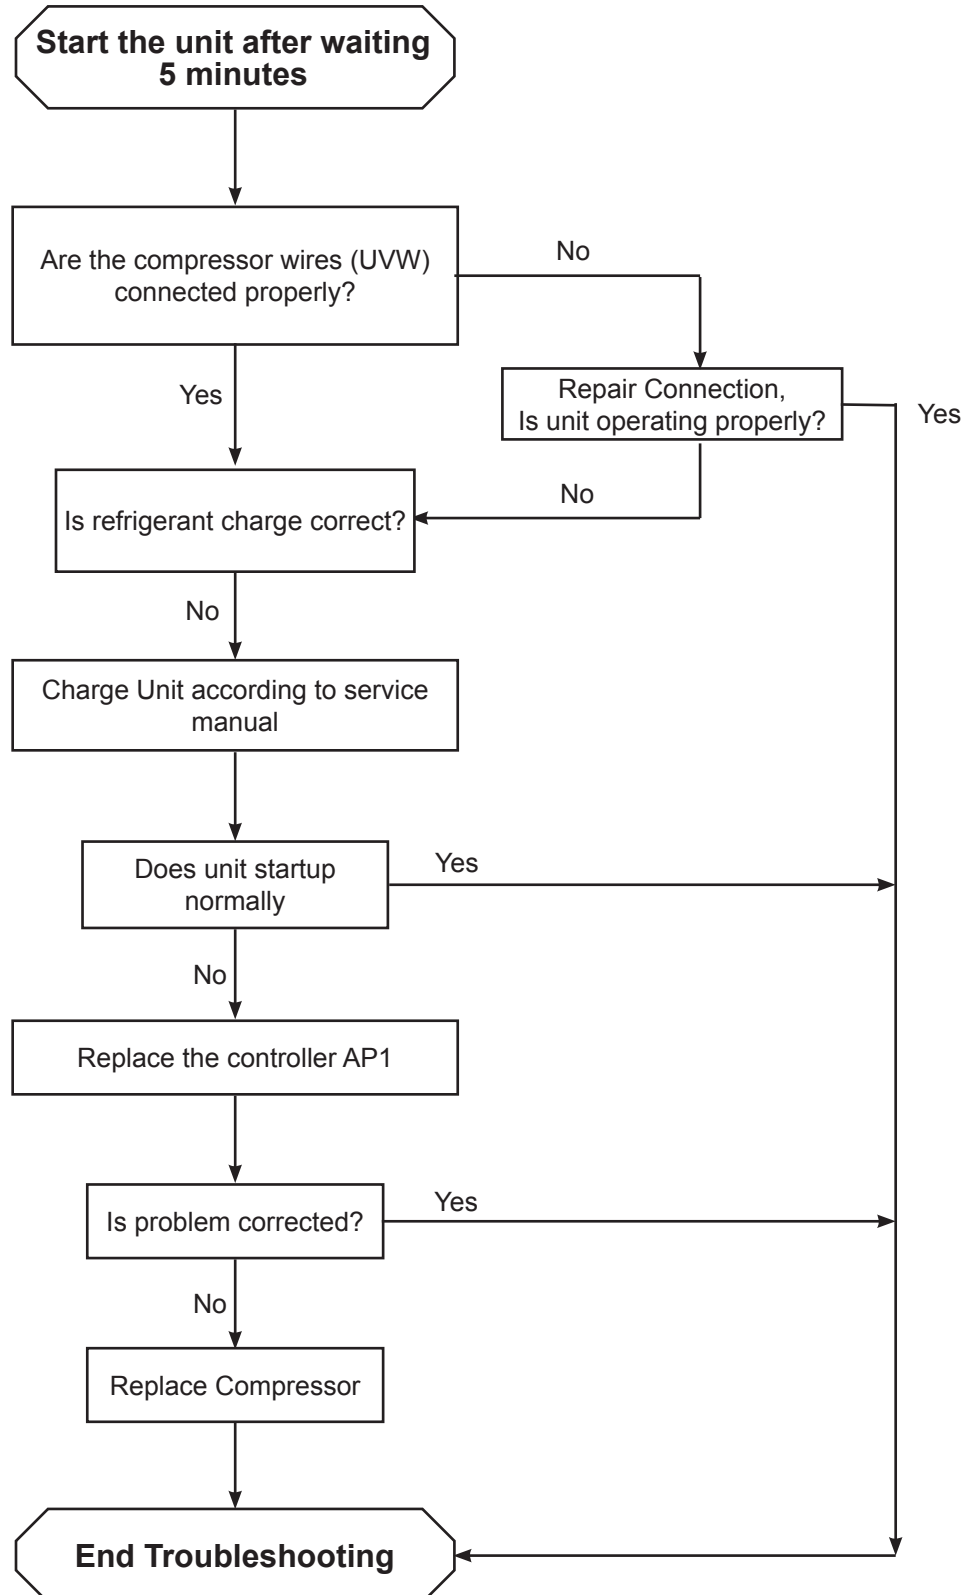 Start the unit after waiting
5 minutes
Are the compressor wires (UVW)
connected properly?
No
Yes
Repair Connection,
Is unit operating properly?
Yes
No
Is refrigerant charge correct?
No
Charge Unit according to service
manual
Does unit startup
normally
Yes
No
Replace the controller AP1
Is problem corrected?
Yes
No
Replace Compressor
End Troubleshooting